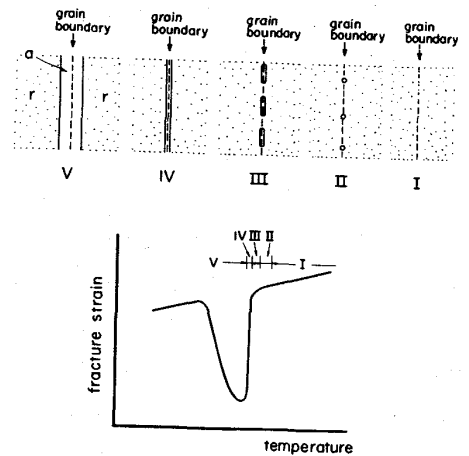 grain
boundary
grain
boundary
grain
boundary
grain
boundary
grain
boundary
a
r
r
V
IV
III
II
I
IV III II
V
I
fracture strain
temperature